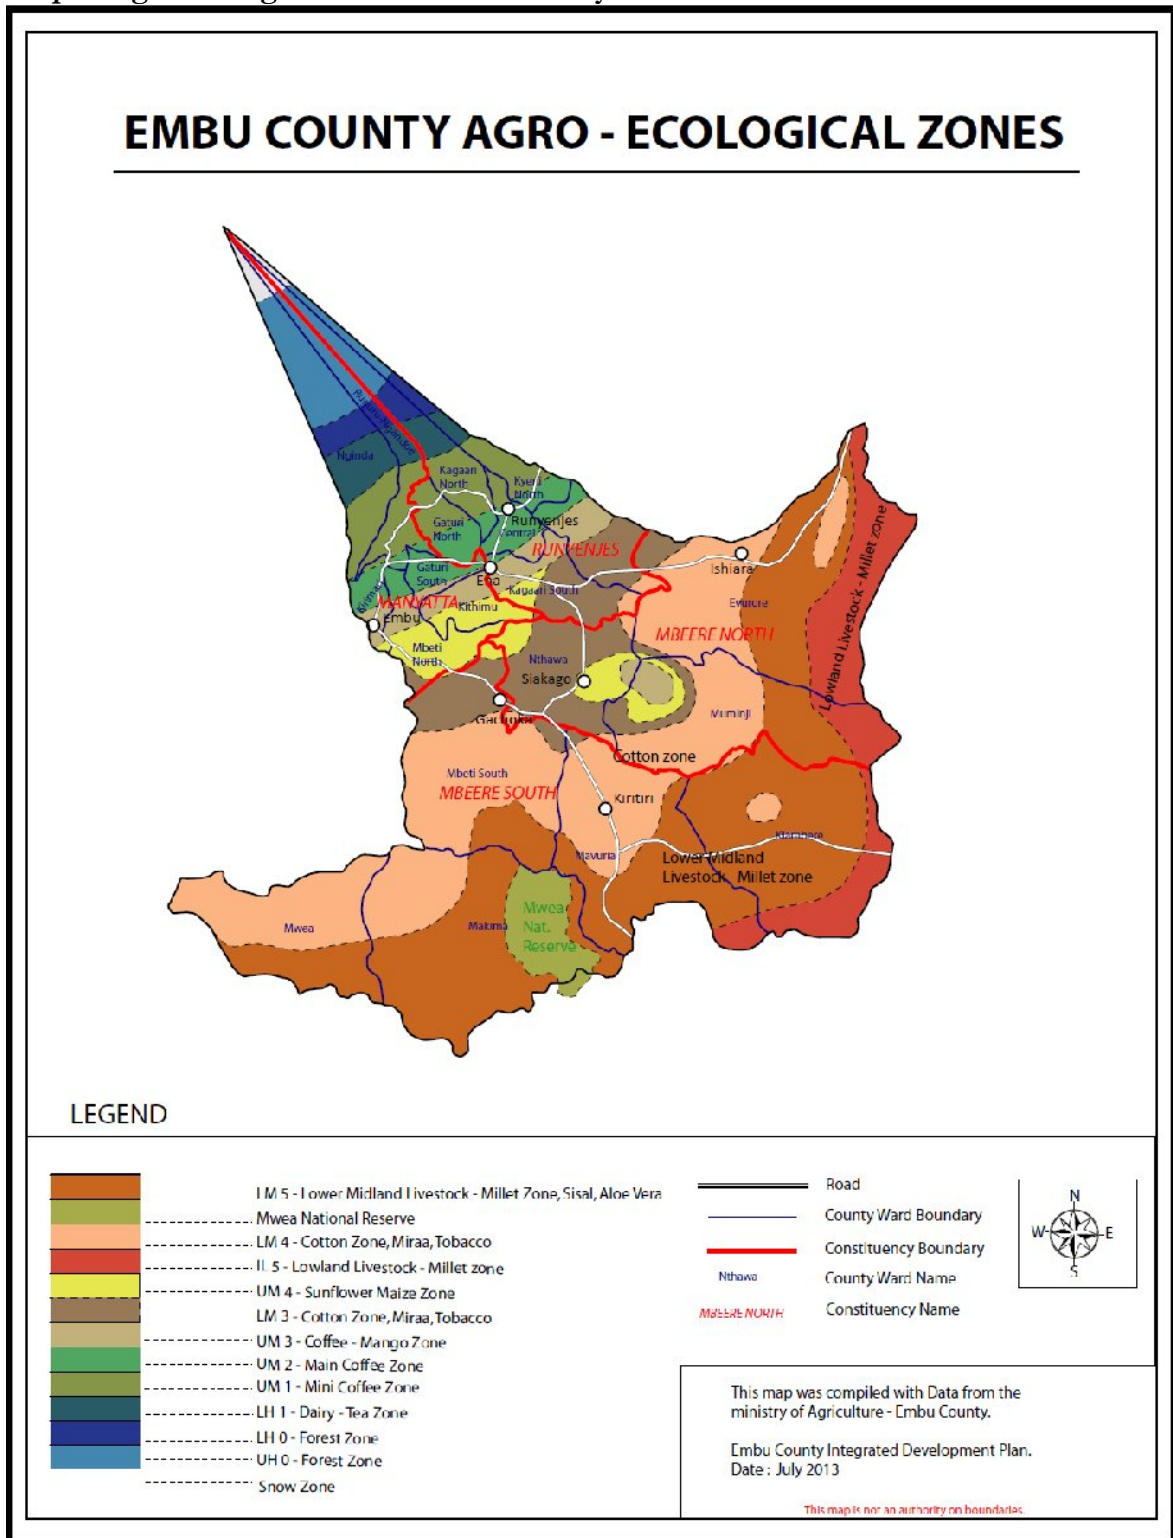 EMBU COUNTY AGRO - ECOLOGICAL ZONES
Nginda
Kagaari
North
Kyeni
North
Runyenjes
Central
Gaturi
North
RUNYENJES
Ena
Gaturi
South
Kagaari South
MANYATTA
Kithimu
Embu
Mbeti
North
Ishiara
Evurore
MBEERE NORTH
Lowland Livestock - Millet zone
Nthawa
Siakago
Muminji
Cotton zone
Mbeti South
MBEERE SOUTH
Kiritiri
Mavuria
Kiambere
Lower Midland
Livestock - Millet zone
Mwea
Makima
Mwea
Nat.
Reserve
LEGEND
LM 5 - Lower Midland Livestock - Millet Zone, Sisal, Aloe Vera
Mwea National Reserve
LM 4 - Cotton Zone, Miraa, Tobacco
IL 5 - Lowland Livestock - Millet zone
UM 4 - Sunflower Maize Zone
LM 3 - Cotton Zone, Miraa, Tobacco
UM 3 - Coffee - Mango Zone
UM 2 - Main Coffee Zone
UM 1 - Mini Coffee Zone
LH 1 - Dairy - Tea Zone
LH 0 - Forest Zone
UH 0 - Forest Zone
Snow Zone
Road
County Ward Boundary
Constituency Boundary
Nthawa
County Ward Name
MBEERE NORTH
Constituency Name
N
W
E
S
This map was compiled with Data from the
ministry of Agriculture - Embu County.
Embu County Integrated Development Plan.
Date : July 2013
This map is not an authority on boundaries.